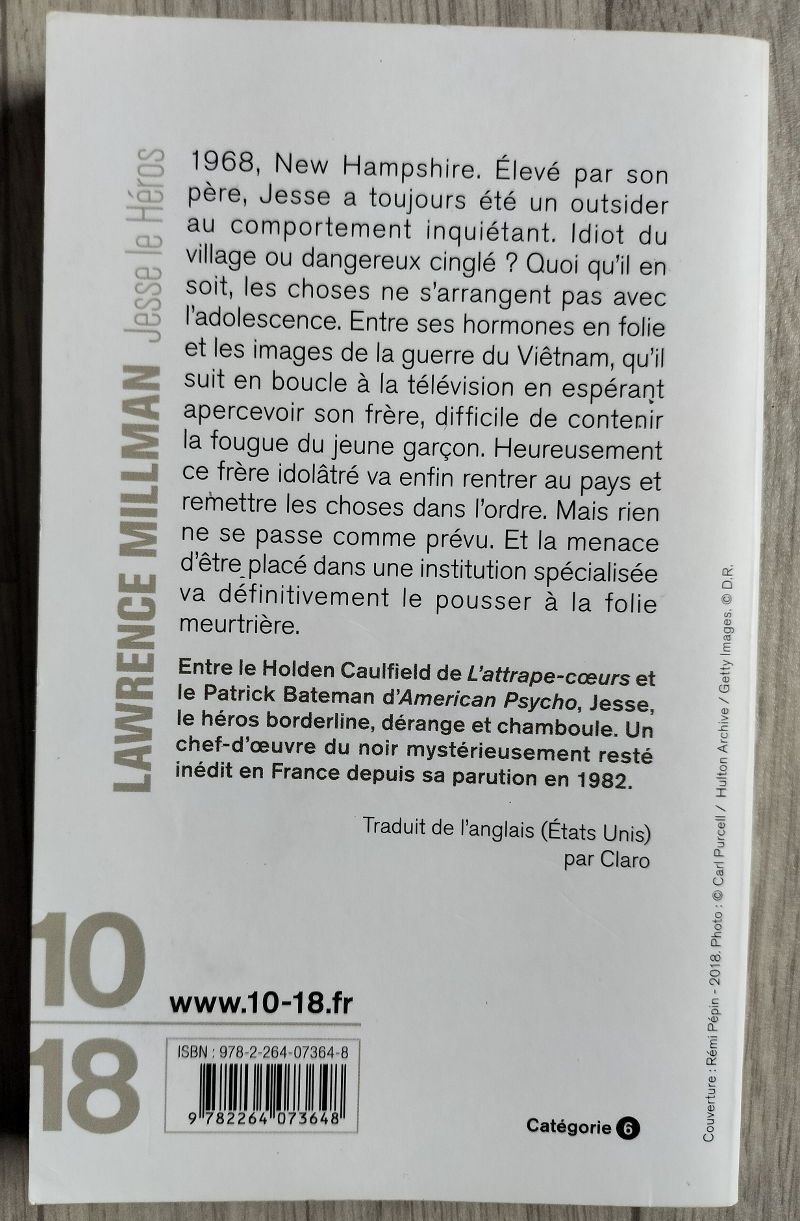 LAWRENCE MILLMAN Jesse le Héros
1968, New Hampshire. Élevé par son
père, Jesse a toujours été un outsider
au comportement inquiétant. Idiot du
village ou dangereux cinglé ? Quoi qu'il en
soit, les choses ne s'arrangent pas avec
l'adolescence. Entre ses hormones en folie
et les images de la guerre du Viêtnam, qu'il
suit en boucle à la télévision en espérant
apercevoir son frère, difficile de contenir
la fougue du jeune garçon. Heureusement
ce frère idolâtré va enfin rentrer au pays et
remettre les choses dans l'ordre. Mais rien
ne se passe comme prévu. Et la menace
d'être placé dans une institution spécialisée
va définitivement le pousser à la folie
meurtrière.
Entre le Holden Caulfield de L'attrape-cœurs et
le Patrick Bateman d'American Psycho, Jesse,
le héros borderline, dérange et chamboule. Un
chef-d'œuvre du noir mystérieusement resté
inédit en France depuis sa parution en 1982.
Traduit de l'anglais (États Unis)
par Claro
10
18
www.10-18.fr
ISBN : 978-2-264-07364-8
9 782264 073648
Catégorie 6
Couverture : Rémi Pépin - 2018. Photo : © Carl Purcell / Hulton Archive / Getty Images. © D.R.